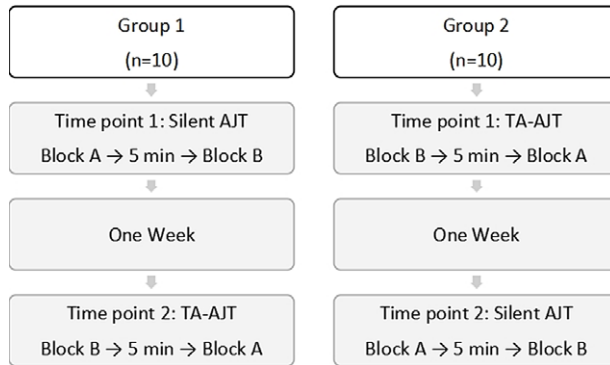 Group 1
(n=10)
Time point 1: Silent AJT
Block A → 5 min → Block B
One Week
Time point 2: TA-AJT
Block B → 5 min → Block A
Group 2
(n=10)
Time point 1: TA-AJT
Block B → 5 min → Block A
One Week
Time point 2: Silent AJT
Block A → 5 min → Block B